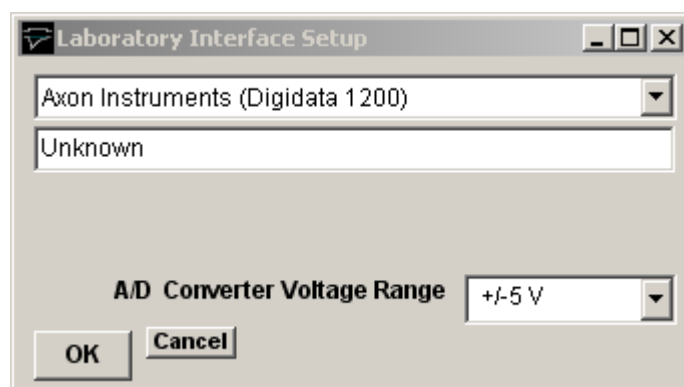 Laboratory Interface Setup
Axon Instruments (Digidata 1200)
Unknown
A/D Converter Voltage Range +/-5 V
OK Cancel